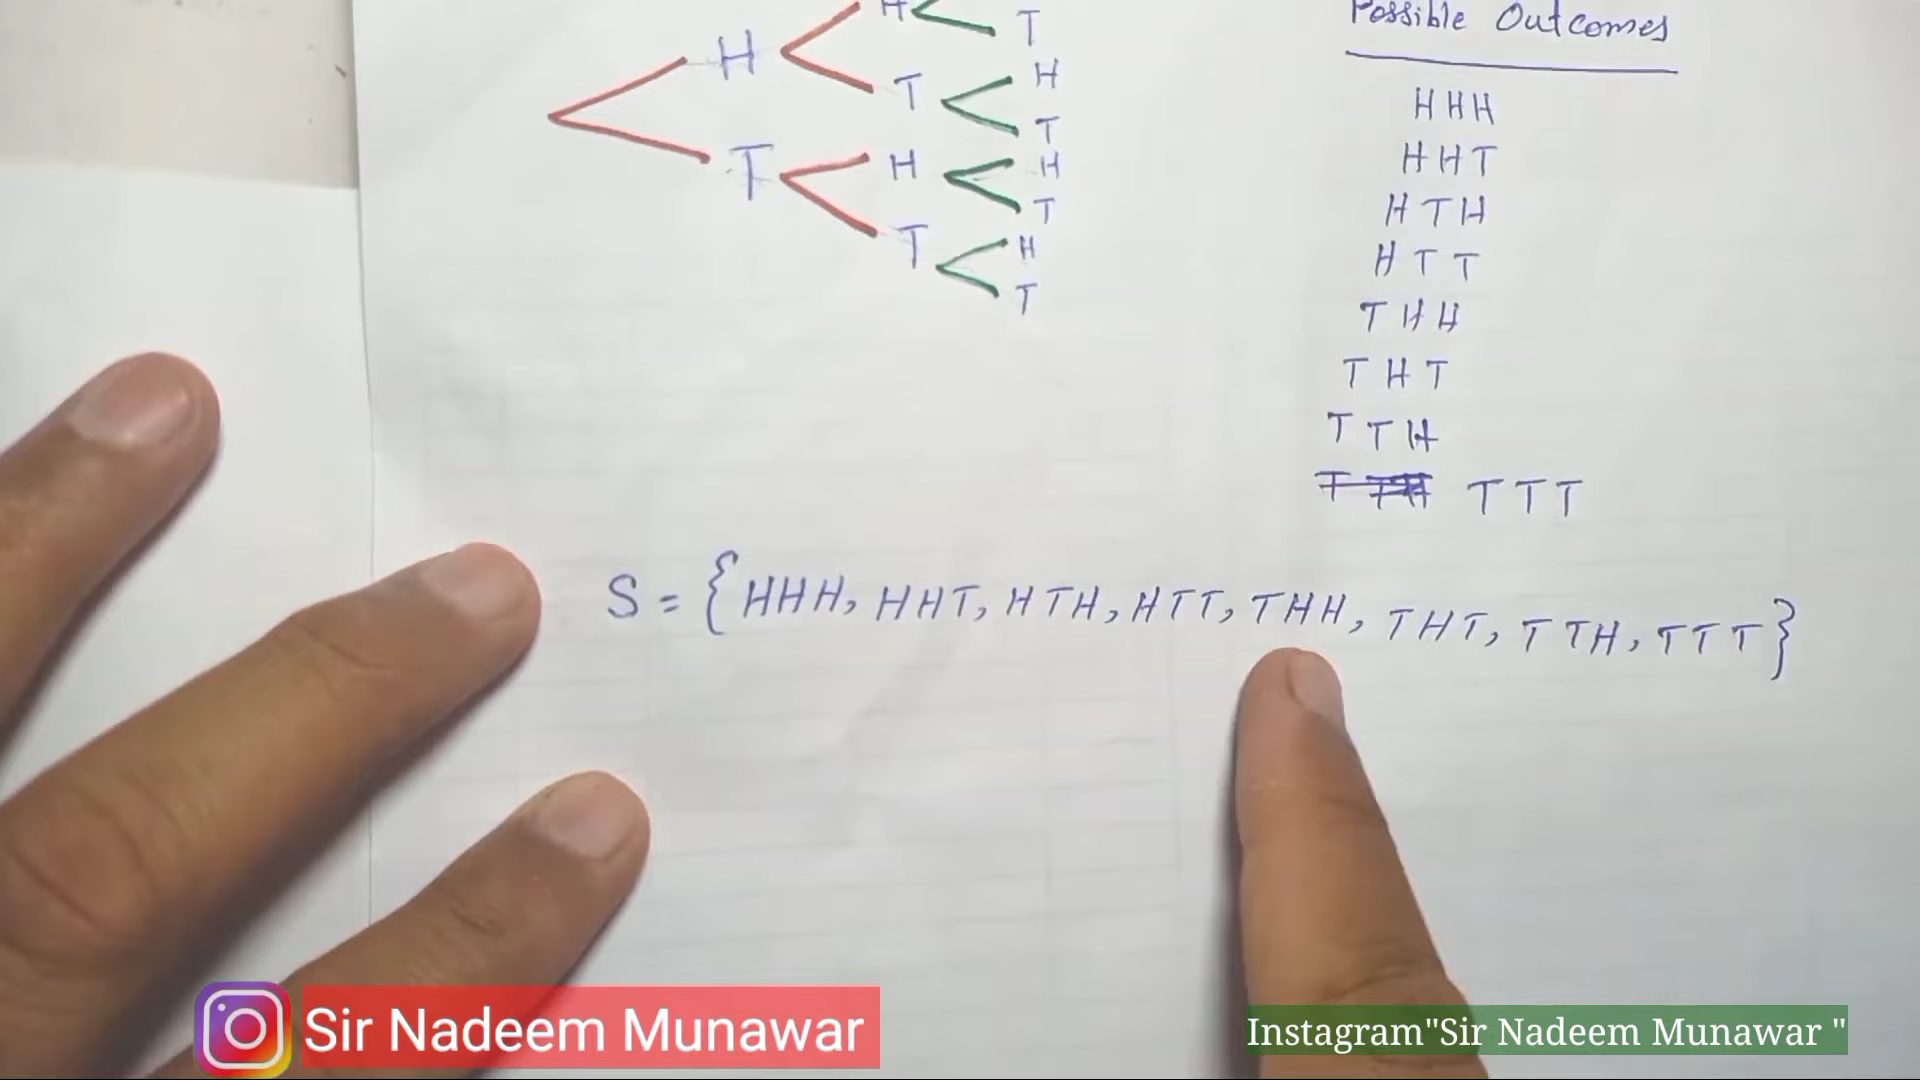 H T
H T H
T
T H H
T
T H
T
Possible Outcomes
HHH
HHT
HTH
HTT
THH
THT
TTH
TTT
S = {HHH, HHT, HTH, HTT, THH, THT, TTH, TTT}
Sir Nadeem Munawar
Instagram"Sir Nadeem Munawar "